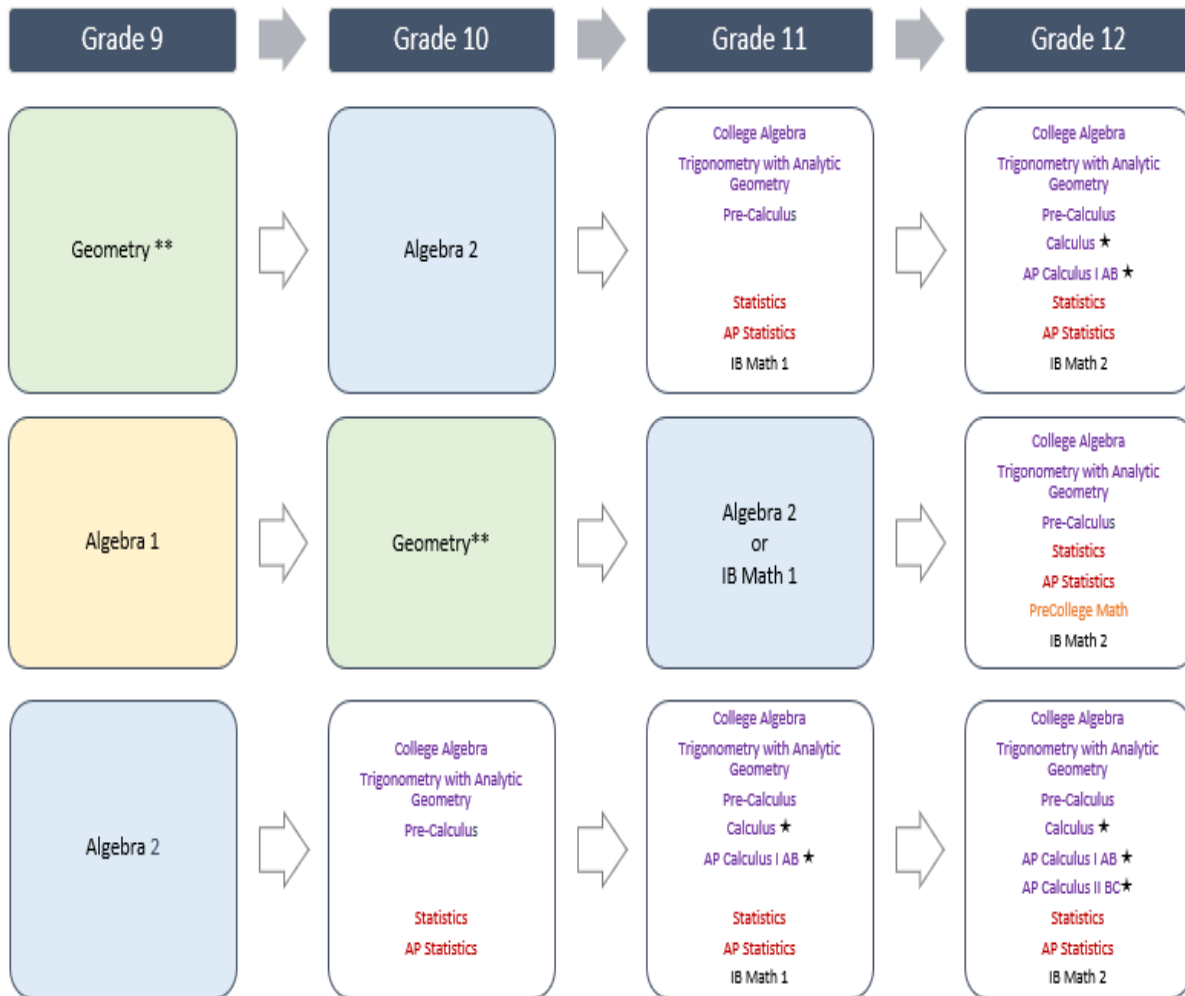 Grade 9
Grade 10
Grade 11
Grade 12
Geometry **
Algebra 2
College Algebra
Trigonometry with Analytic
Geometry
Pre-Calculus
Statistics
AP Statistics
IB Math 1
College Algebra
Trigonometry with Analytic
Geometry
Pre-Calculus
Calculus ★
AP Calculus I AB ★
Statistics
AP Statistics
IB Math 2
Algebra 1
Geometry**
Algebra 2
or
IB Math 1
College Algebra
Trigonometry with Analytic
Geometry
Pre-Calculus
Statistics
AP Statistics
PreCollege Math
IB Math 2
Algebra 2
College Algebra
Trigonometry with Analytic
Geometry
Pre-Calculus
Statistics
AP Statistics
College Algebra
Trigonometry with Analytic
Geometry
Pre-Calculus
Calculus ★
AP Calculus I AB ★
Statistics
AP Statistics
IB Math 1
College Algebra
Trigonometry with Analytic
Geometry
Pre-Calculus
Calculus ★
AP Calculus I AB ★
AP Calculus II BC★
Statistics
AP Statistics
IB Math 2